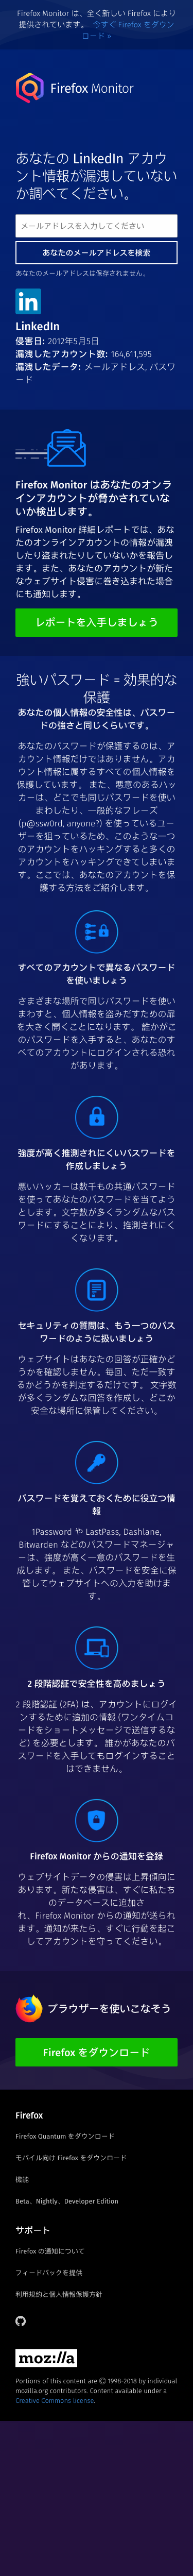 Firefox Monitor は、全く新しい Firefox により
提供されています。 今すぐ Firefox をダウン
ロード »
Firefox Monitor
あなたの LinkedIn アカウ
ント情報が漏洩していない
か調べてください。
メールアドレスを入力してください
あなたのメールアドレスを検索
あなたのメールアドレスは保存されません。
in
LinkedIn
侵害日: 2012年5月5日
漏洩したアカウント数: 164,611,595
漏洩したデータ: メールアドレス, パスワ
ード
Firefox Monitor はあなたのオンラ
インアカウントが脅かされていな
いか検出します。
Firefox Monitor 詳細レポートでは、あな
たのオンラインアカウントの情報が漏洩
したり盗まれたりしていないかを報告し
ます。また、あなたのアカウントが新た
なウェブサイト侵害に巻き込まれた場合
にも通知します。
レポートを入手しましょう
強いパスワード = 効果的な
保護
あなたの個人情報の安全性は、パスワー
ドの強さと同じくらいです。
あなたのパスワードが保護するのは、ア
カウント情報だけではありません。アカ
ウント情報に属するすべての個人情報を
保護しています。 また、悪意のあるハッ
カーは、どこでも同じパスワードを使い
まわしたり、一般的なフレーズ
(p@ssw0rd, anyone?) を使っているユー
ザーを狙っているため、このような一つ
のアカウントをハッキングすると多くの
アカウントをハッキングできてしまいま
す。ここでは、あなたのアカウントを保
護する方法をご紹介します。
すべてのアカウントで異なるパスワード
を使いましょう
さまざまな場所で同じパスワードを使い
まわすと、個人情報を盗みだすための扉
を大きく開くことになります。 誰かがこ
のパスワードを入手すると、あなたのす
べてのアカウントにログインされる恐れ
があります。
強度が高く推測されにくいパスワードを
作成しましょう
悪いハッカーは数千もの共通パスワード
を使ってあなたのパスワードを当てよう
とします。文字数が多くランダムなパス
ワードにすることにより、推測されにく
くなります。
セキュリティの質問は、もう一つのパス
ワードのように扱いましょう
ウェブサイトはあなたの回答が正確かど
うかを確認しません。毎回、ただ一致す
るかどうかを判定するだけです。 文字数
が多くランダムな回答を作成し、どこか
安全な場所に保管してください。
パスワードを覚えておくために役立つ情
報
1Password や LastPass, Dashlane,
Bitwarden などのパスワードマネージャ
ーは、強度が高く一意のパスワードを生
成します。 また、パスワードを安全に保
管してウェブサイトへの入力を助けま
す。
2 段階認証で安全性を高めましょう
2 段階認証 (2FA) は、アカウントにログイ
ンするために追加の情報 (ワンタイムコ
ードをショートメッセージで送信するな
ど) を必要とします。 誰かがあなたのパ
スワードを入手してもログインすること
はできません。
Firefox Monitor からの通知を登録
ウェブサイトデータの侵害は上昇傾向に
あります。新たな侵害は、すぐに私たち
のデータベースに追加さ
れ、Firefox Monitor からの通知が送られ
ます。通知が来たら、すぐに行動を起こ
してアカウントを守ってください。
ブラウザーを使いこなそう
Firefox をダウンロード
Firefox
Firefox Quantum をダウンロード
モバイル向け Firefox をダウンロード
機能
Beta、Nightly、Developer Edition
サポート
Firefox の通知について
フィードバックを提供
利用規約と個人情報保護方針
moz://a
Portions of this content are © 1998-2018 by individual
mozilla.org contributors. Content available under a
Creative Commons license.